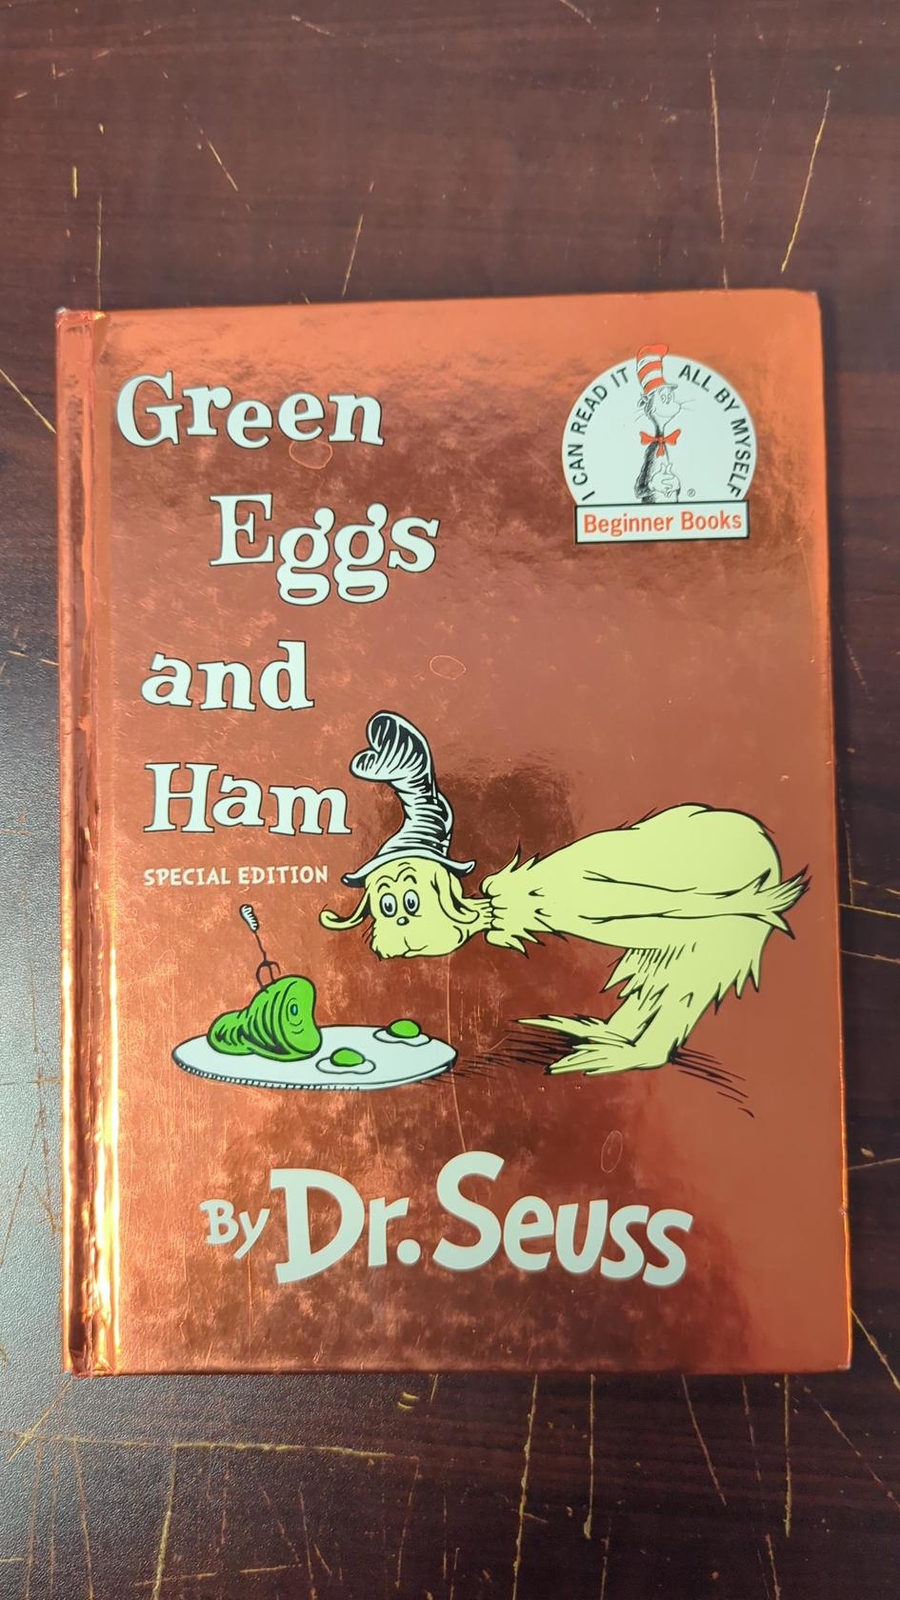 Green
Eggs
and
Ham
SPECIAL EDITION
I CAN READ IT ALL BY MYSELF
®
Beginner Books
By Dr. Seuss